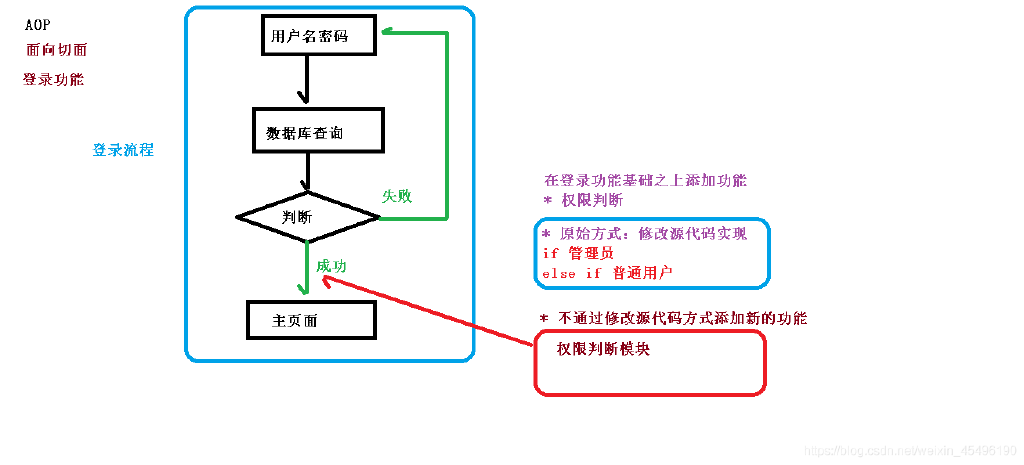 AOP
面向切面
登录功能
登录流程
用户名密码
数据库查询
判断
失败
成功
主页面
在登录功能基础之上添加功能
* 权限判断
* 原始方式: 修改源代码实现
if 管理员
else if 普通用户
* 不通过修改源代码方式添加新的功能
权限判断模块
https://blog.csdn.net/weixin_45496190